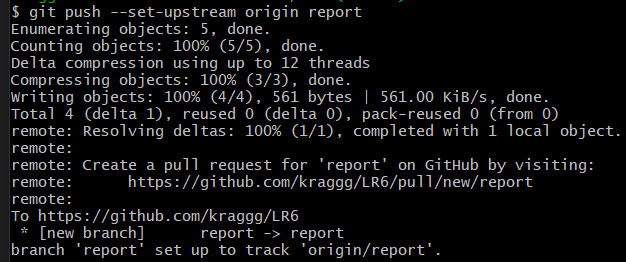 $ git push --set-upstream origin report
Enumerating objects: 5, done.
Counting objects: 100% (5/5), done.
Delta compression using up to 12 threads
Compressing objects: 100% (3/3), done.
Writing objects: 100% (4/4), 561 bytes | 561.00 KiB/s, done.
Total 4 (delta 1), reused 0 (delta 0), pack-reused 0 (from 0)
remote: Resolving deltas: 100% (1/1), completed with 1 local object.
remote:
remote: Create a pull request for 'report' on GitHub by visiting:
remote:      https://github.com/kraggg/LR6/pull/new/report
remote:
To https://github.com/kraggg/LR6
 * [new branch]      report -> report
branch 'report' set up to track 'origin/report'.